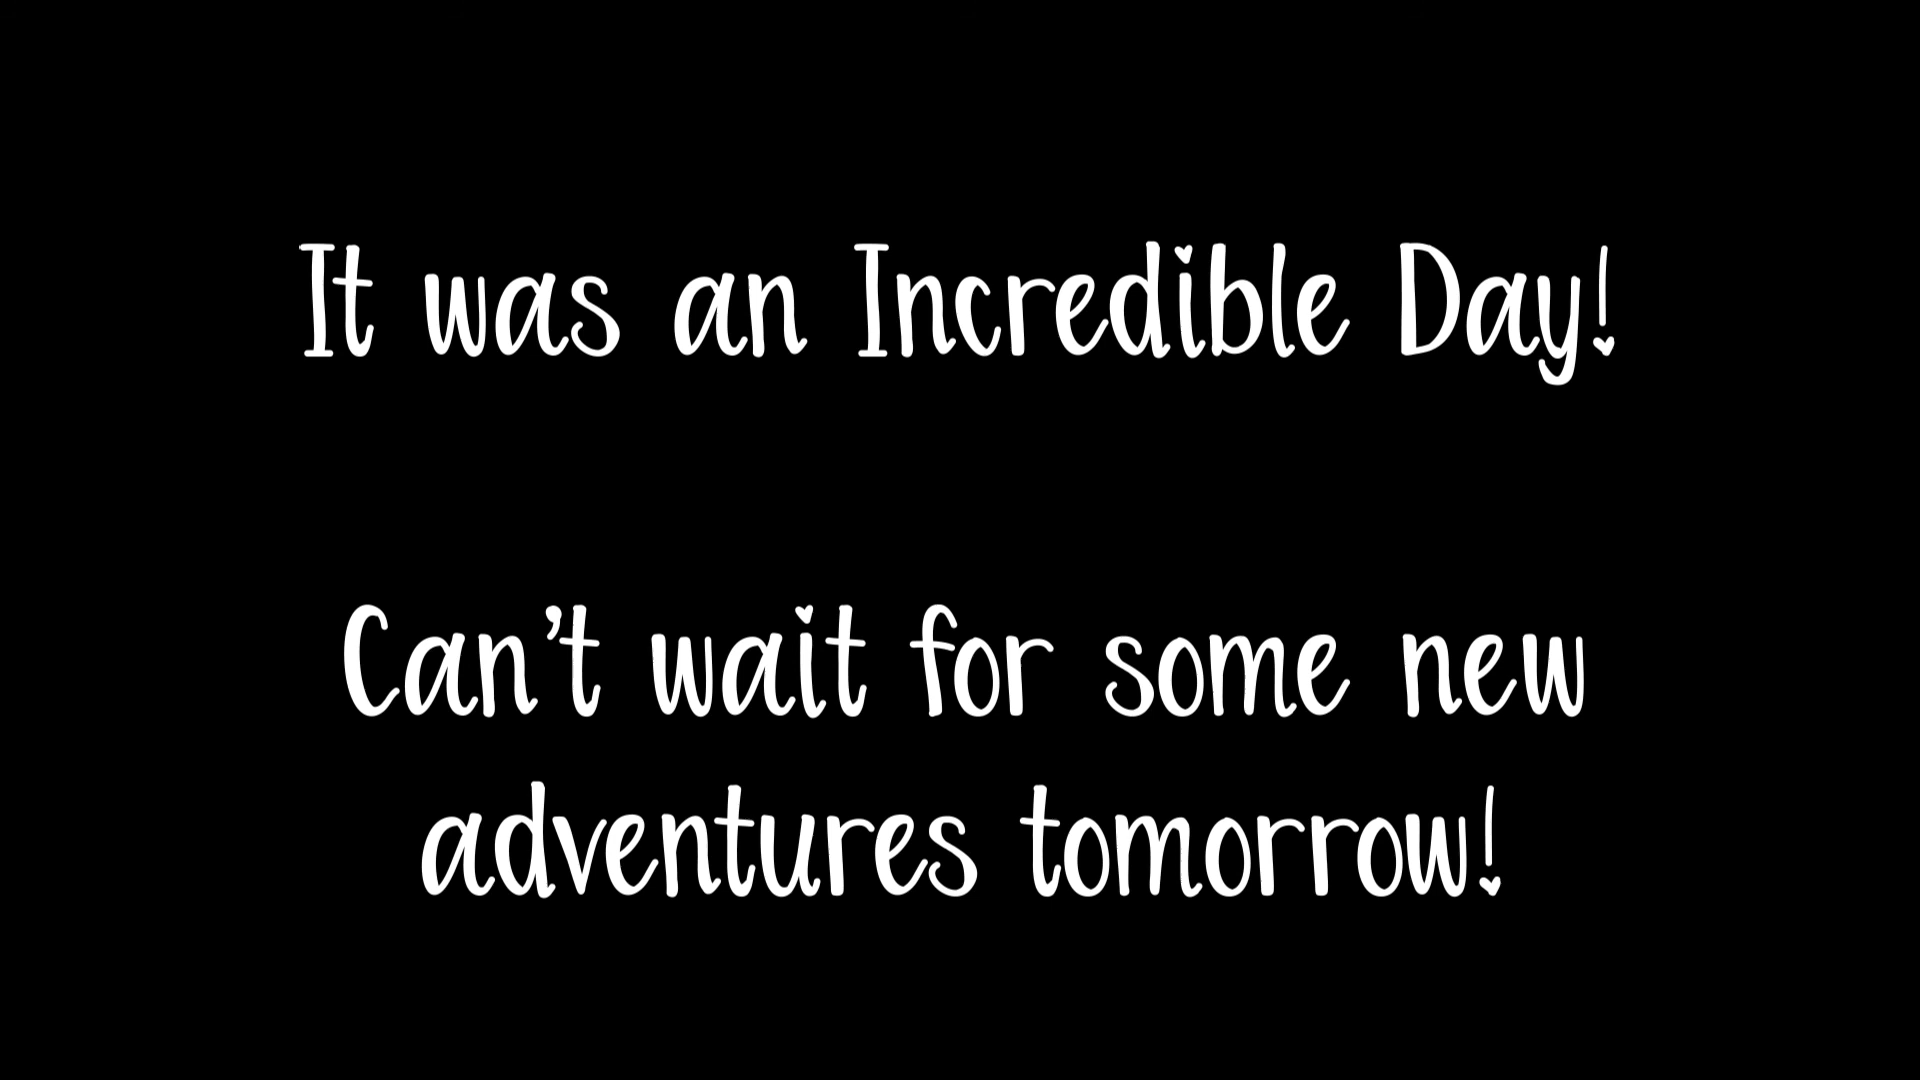 It was an Incredible Day!
Can't wait for some new
adventures tomorrow!